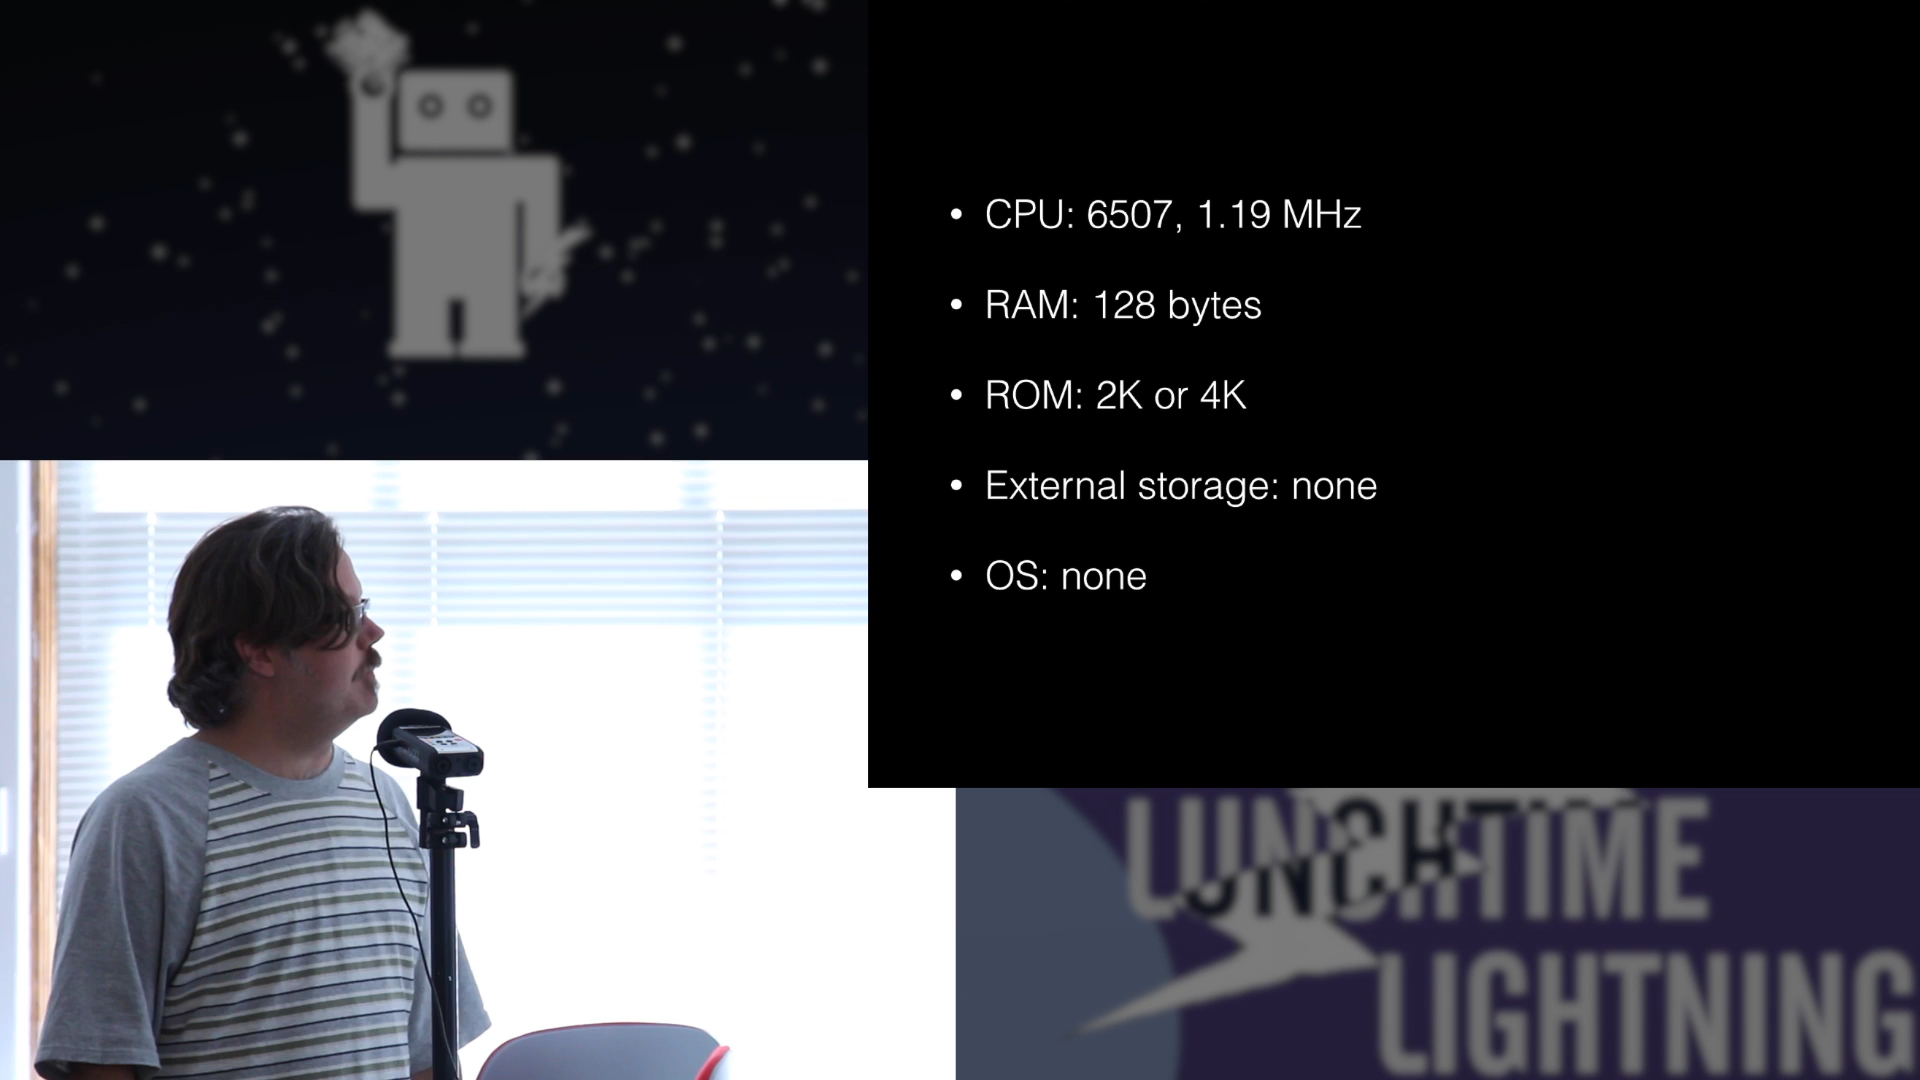 • CPU: 6507, 1.19 MHz
• RAM: 128 bytes
• ROM: 2K or 4K
• External storage: none
• OS: none
LUNCHTIME
LIGHTNING